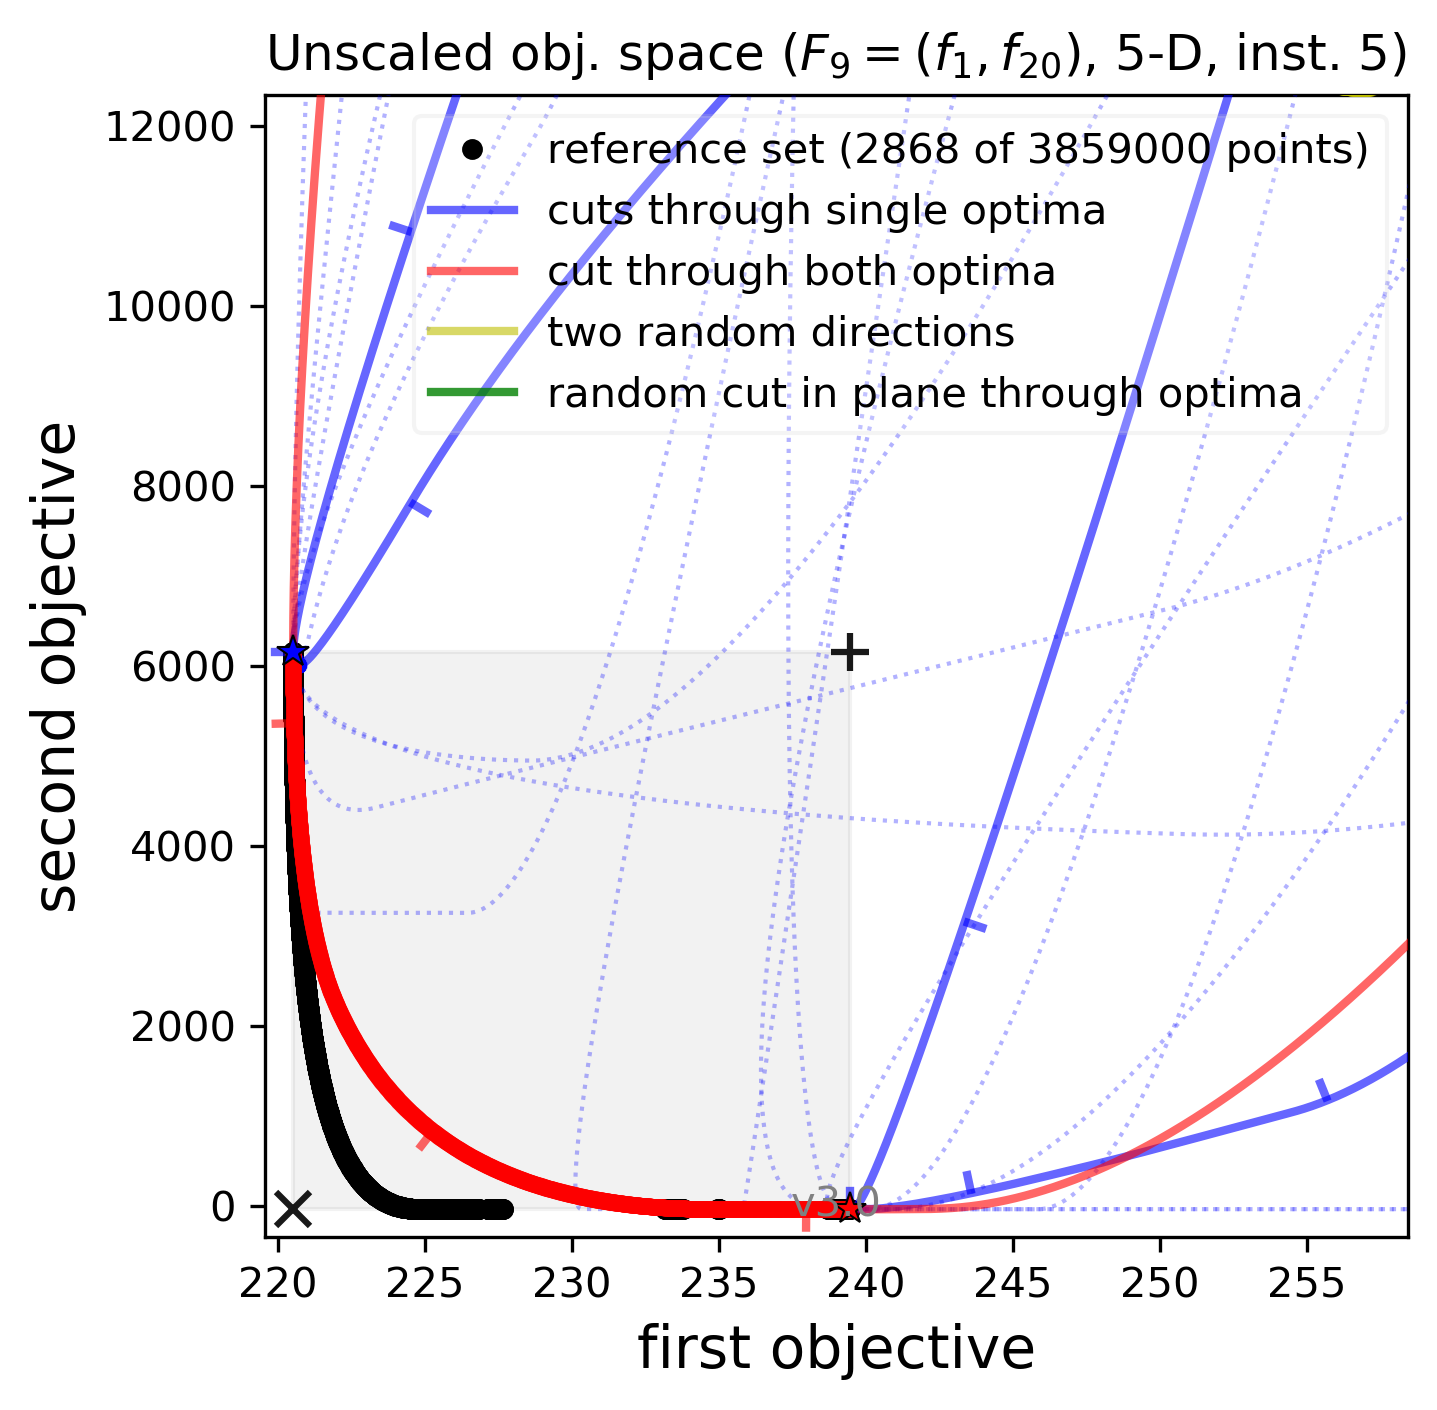 Unscaled obj. space (F₉ = (f₁, f₂₀), 5-D, inst. 5)
reference set (2868 of 3859000 points)
cuts through single optima
cut through both optima
two random directions
random cut in plane through optima
12000
10000
8000
6000
4000
2000
0
second objective
v3.0
220 225 230 235 240 245 250 255
first objective